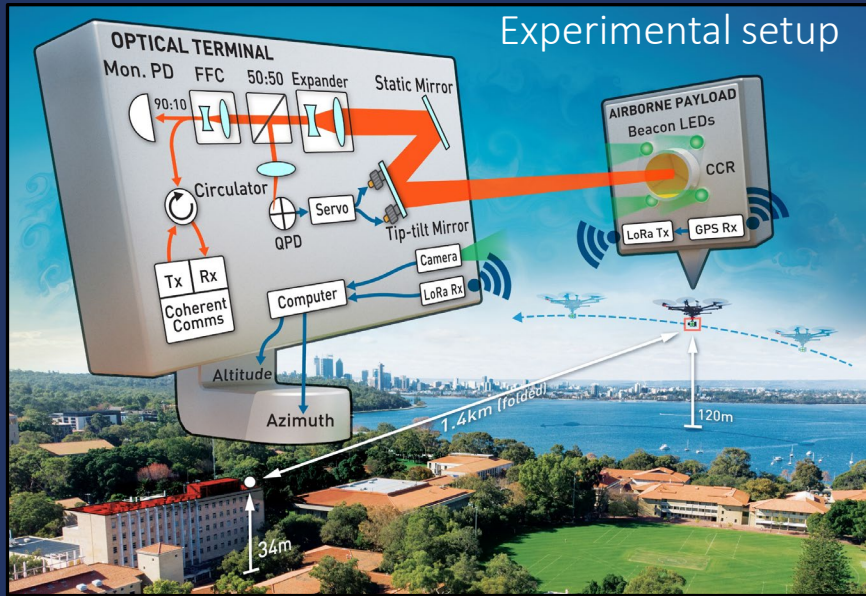 Experimental setup
OPTICAL TERMINAL
Mon. PD
FFC
50:50
Expander
Static Mirror
90:10
Circulator
QPD
Servo
Tip-tilt Mirror
Tx
Rx
Coherent
Comms
Computer
Camera
LoRa Rx
Altitude
Azimuth
AIRBORNE PAYLOAD
Beacon LEDs
CCR
LoRa Tx
GPS Rx
1.4km (folded)
120m
34m